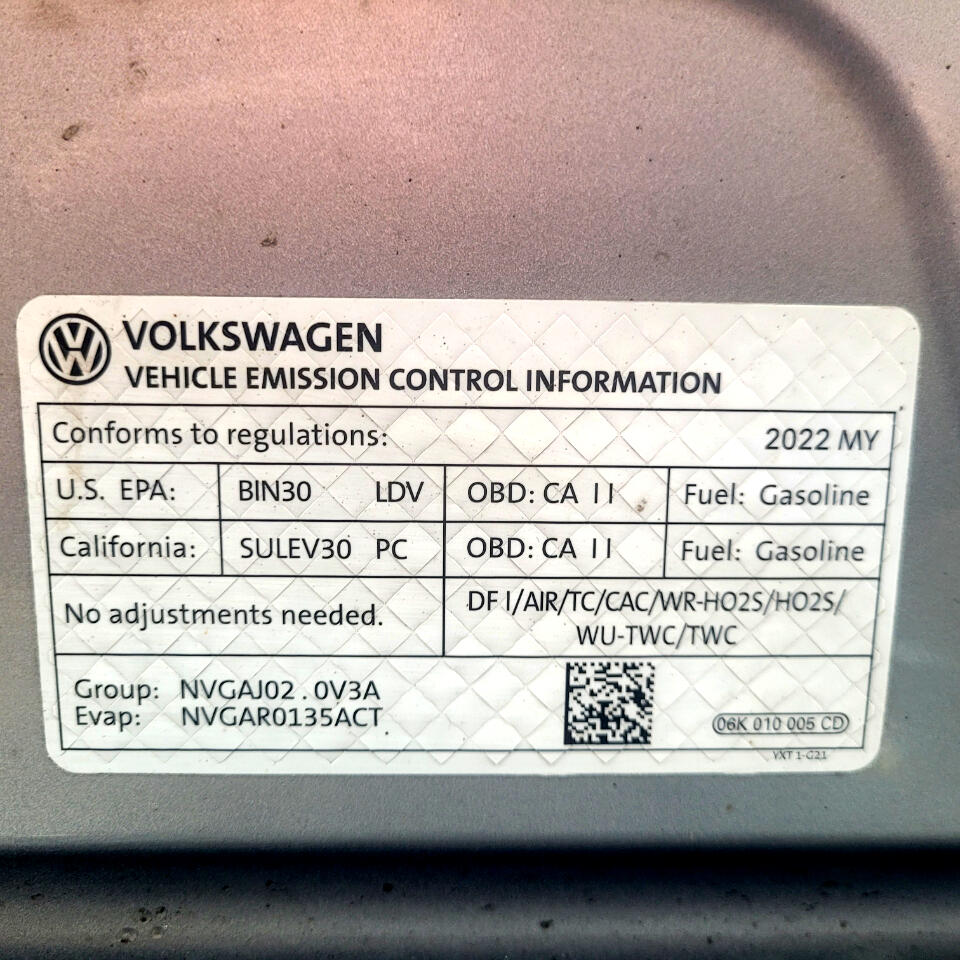 VOLKSWAGEN
VEHICLE EMISSION CONTROL INFORMATION
Conforms to regulations: 2022 MY
U.S. EPA: BIN30 LDV OBD: CA II Fuel: Gasoline
California: SULEV30 PC OBD: CA II Fuel: Gasoline
No adjustments needed.
DFI/AIR/TC/CAC/WR-HO2S/HO2S/
WU-TWC/TWC
Group: NVGAJ02.0V3A
Evap: NVGAR0135ACT
06K 010 005 CD
YXT 1-G21